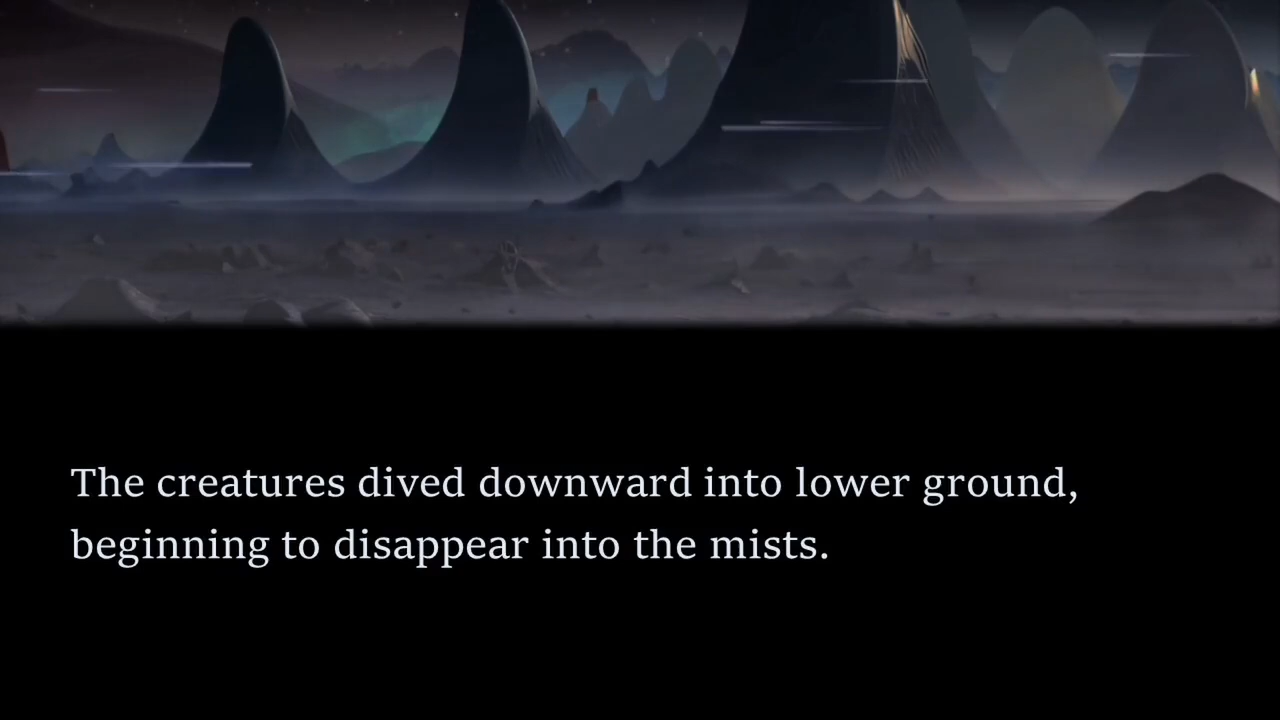 The creatures dived downward into lower ground,
beginning to disappear into the mists.